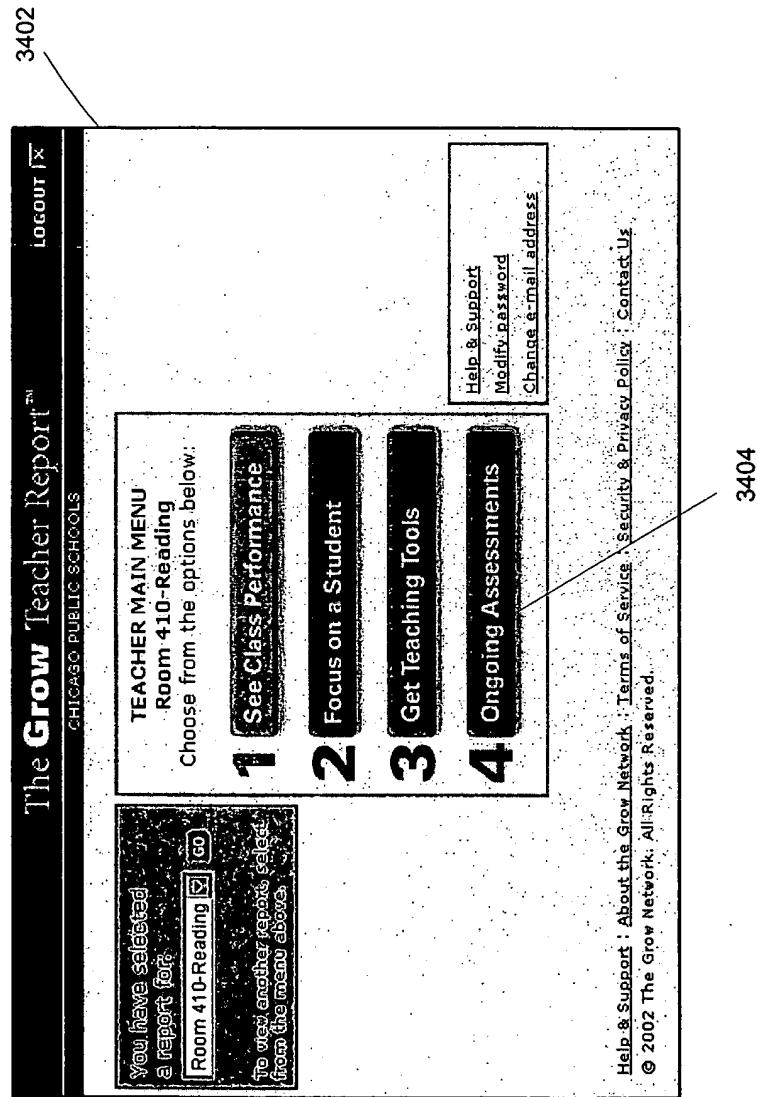 3402
The Grow Teacher Report™
LOGOUT
CHICAGO PUBLIC SCHOOLS
You have selected
a report for:
Room 410-Reading
GO
To view another report, select
from the menu above.
TEACHER MAIN MENU
Room 410-Reading
Choose from the options below:
1 See Class Performance
2 Focus on a Student
3 Get Teaching Tools
4 Ongoing Assessments
3404
Help & Support
Modify password
Change e-mail address
Help & Support | About the Grow Network | Terms of Service | Security & Privacy Policy | Contact Us
© 2002 The Grow Network. All Rights Reserved.